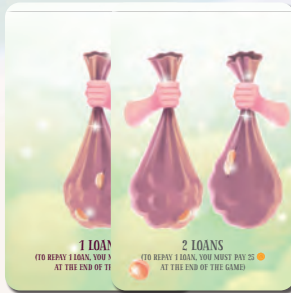 1 LOAN
(TO REPAY 1 LOAN, YOU
AT THE END OF
2 LOANS
(TO REPAY 1 LOAN, YOU MUST PAY 25
AT THE END OF THE GAME)